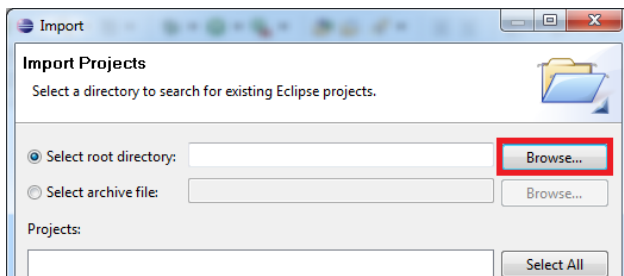 Import
Import Projects
Select a directory to search for existing Eclipse projects.
Select root directory: Browse...
Select archive file: Browse...
Projects:
Select All